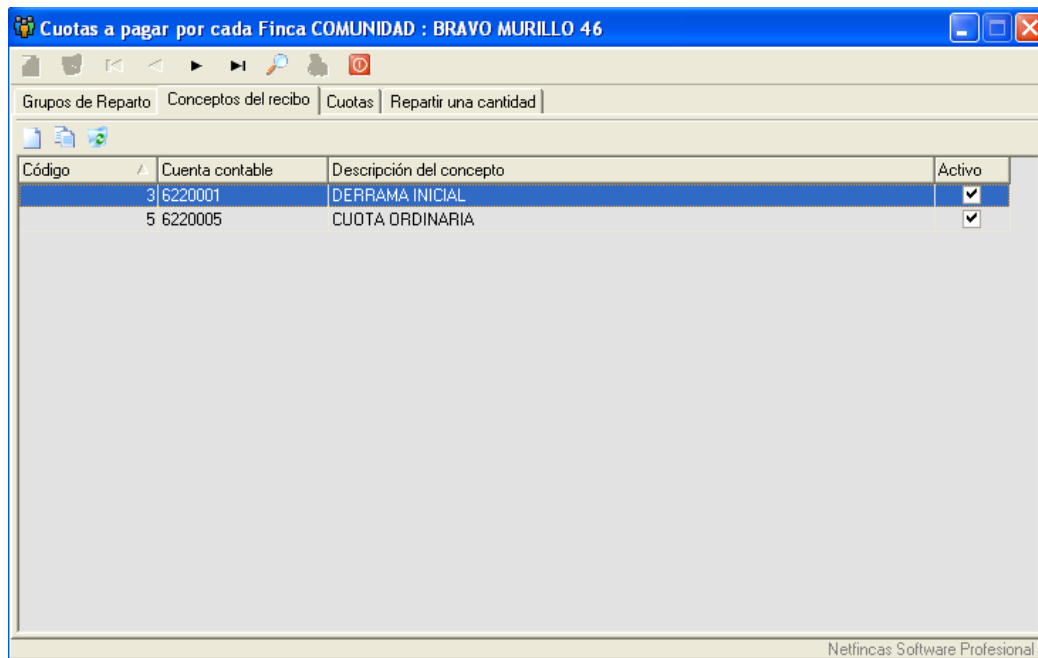 Cuotas a pagar por cada Finca COMUNIDAD : BRAVO MURILLO 46
Grupos de Reparto Conceptos del recibo Cuotas Repartir una cantidad
Código Cuenta contable Descripción del concepto Activo
3 6220001 DERRAMA INICIAL
5 6220005 CUOTA ORDINARIA
Netfincas Software Profesional